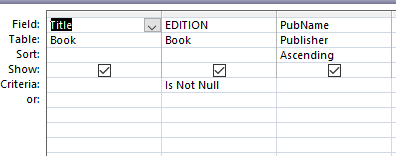 Field: Title EDITION PubName
Table: Book Book Publisher
Sort: Ascending
Show:
Criteria: Is Not Null
or: